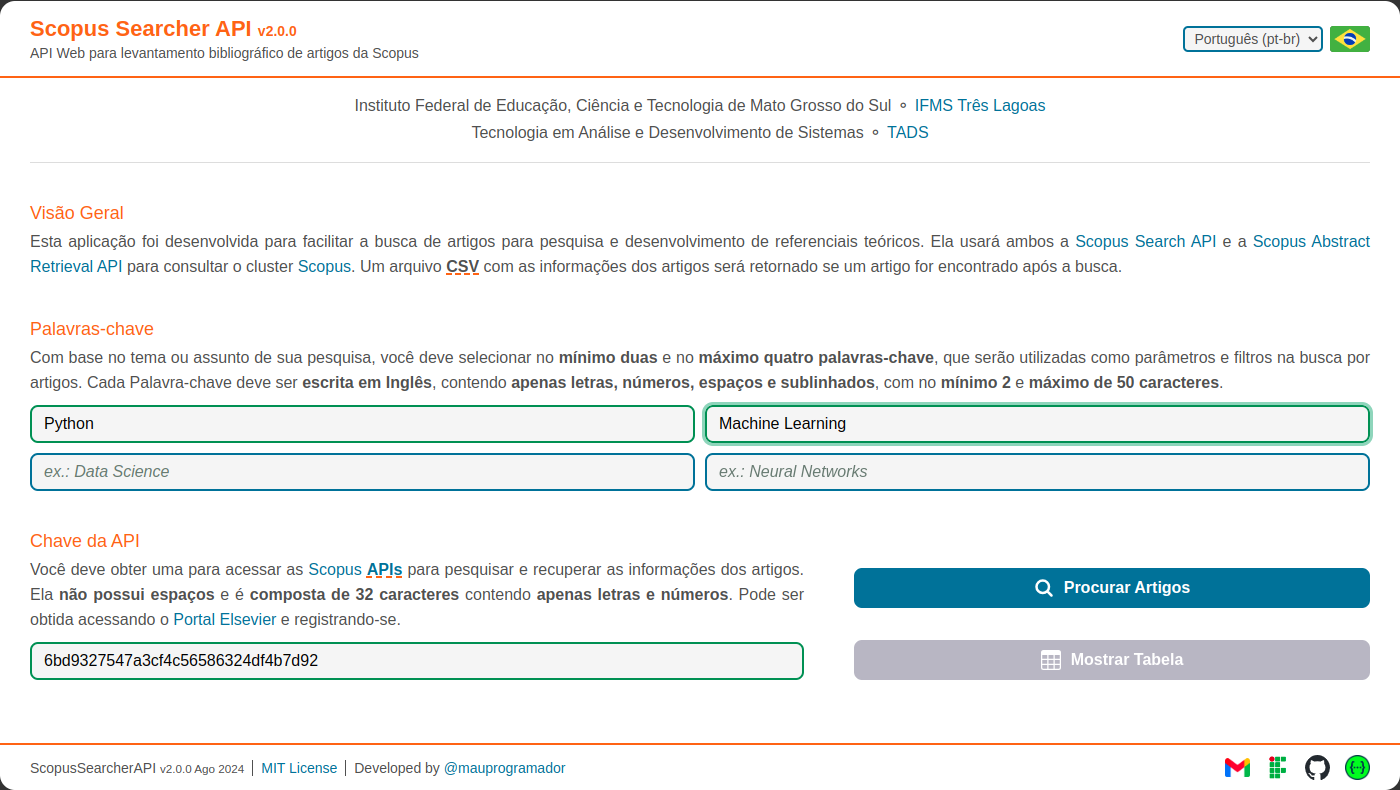 Scopus Searcher API v2.0.0
API Web para levantamento bibliográfico de artigos da Scopus
Português (pt-br)
Instituto Federal de Educação, Ciência e Tecnologia de Mato Grosso do Sul ⚬ IFMS Três Lagoas
Tecnologia em Análise e Desenvolvimento de Sistemas ⚬ TADS
Visão Geral
Esta aplicação foi desenvolvida para facilitar a busca de artigos para pesquisa e desenvolvimento de referenciais teóricos. Ela usará ambos a Scopus Search API e a Scopus Abstract
Retrieval API para consultar o cluster Scopus. Um arquivo CSV com as informações dos artigos será retornado se um artigo for encontrado após a busca.
Palavras-chave
Com base no tema ou assunto de sua pesquisa, você deve selecionar no mínimo duas e no máximo quatro palavras-chave, que serão utilizadas como parâmetros e filtros na busca por
artigos. Cada Palavra-chave deve ser escrita em Inglês, contendo apenas letras, números, espaços e sublinhados, com no mínimo 2 e máximo de 50 caracteres.
Python
Machine Learning
ex.: Data Science
ex.: Neural Networks
Chave da API
Você deve obter uma para acessar as Scopus APIs para pesquisar e recuperar as informações dos artigos.
Ela não possui espaços e é composta de 32 caracteres contendo apenas letras e números. Pode ser
obtida acessando o Portal Elsevier e registrando-se.
6bd9327547a3cf4c56586324df4b7d92
Procurar Artigos
Mostrar Tabela
ScopusSearcherAPI v2.0.0 Ago 2024 | MIT License | Developed by @mauprogramador